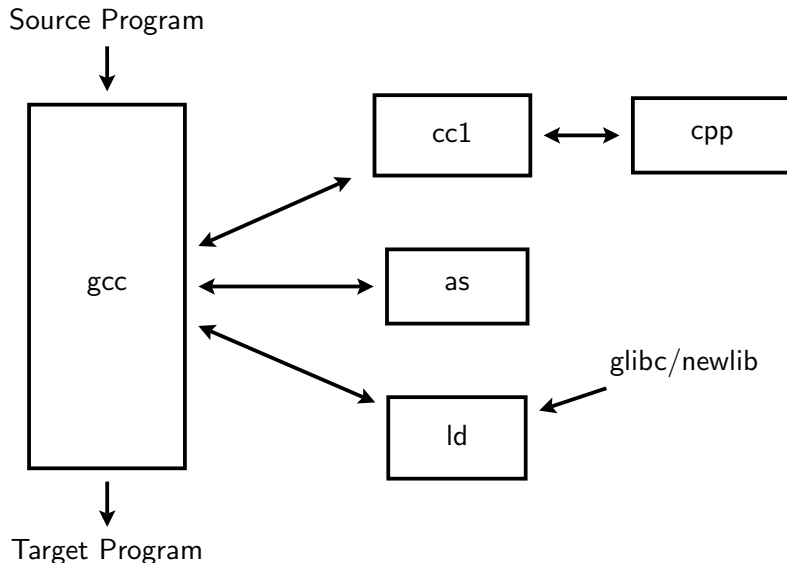 Source Program
cc1
cpp
gcc
as
glibc/newlib
ld
Target Program